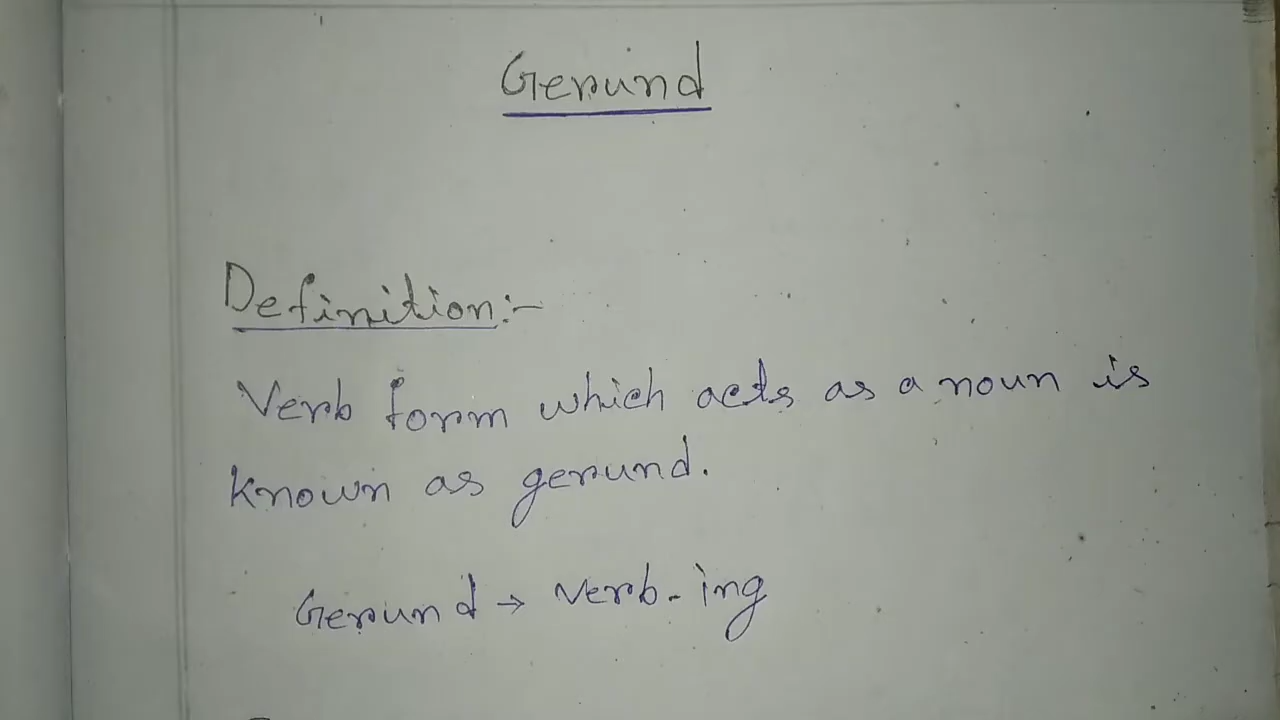 Gerund
Definition:-
Verb form which acts as a noun is
known as gerund.
Gerund → Verb-ing